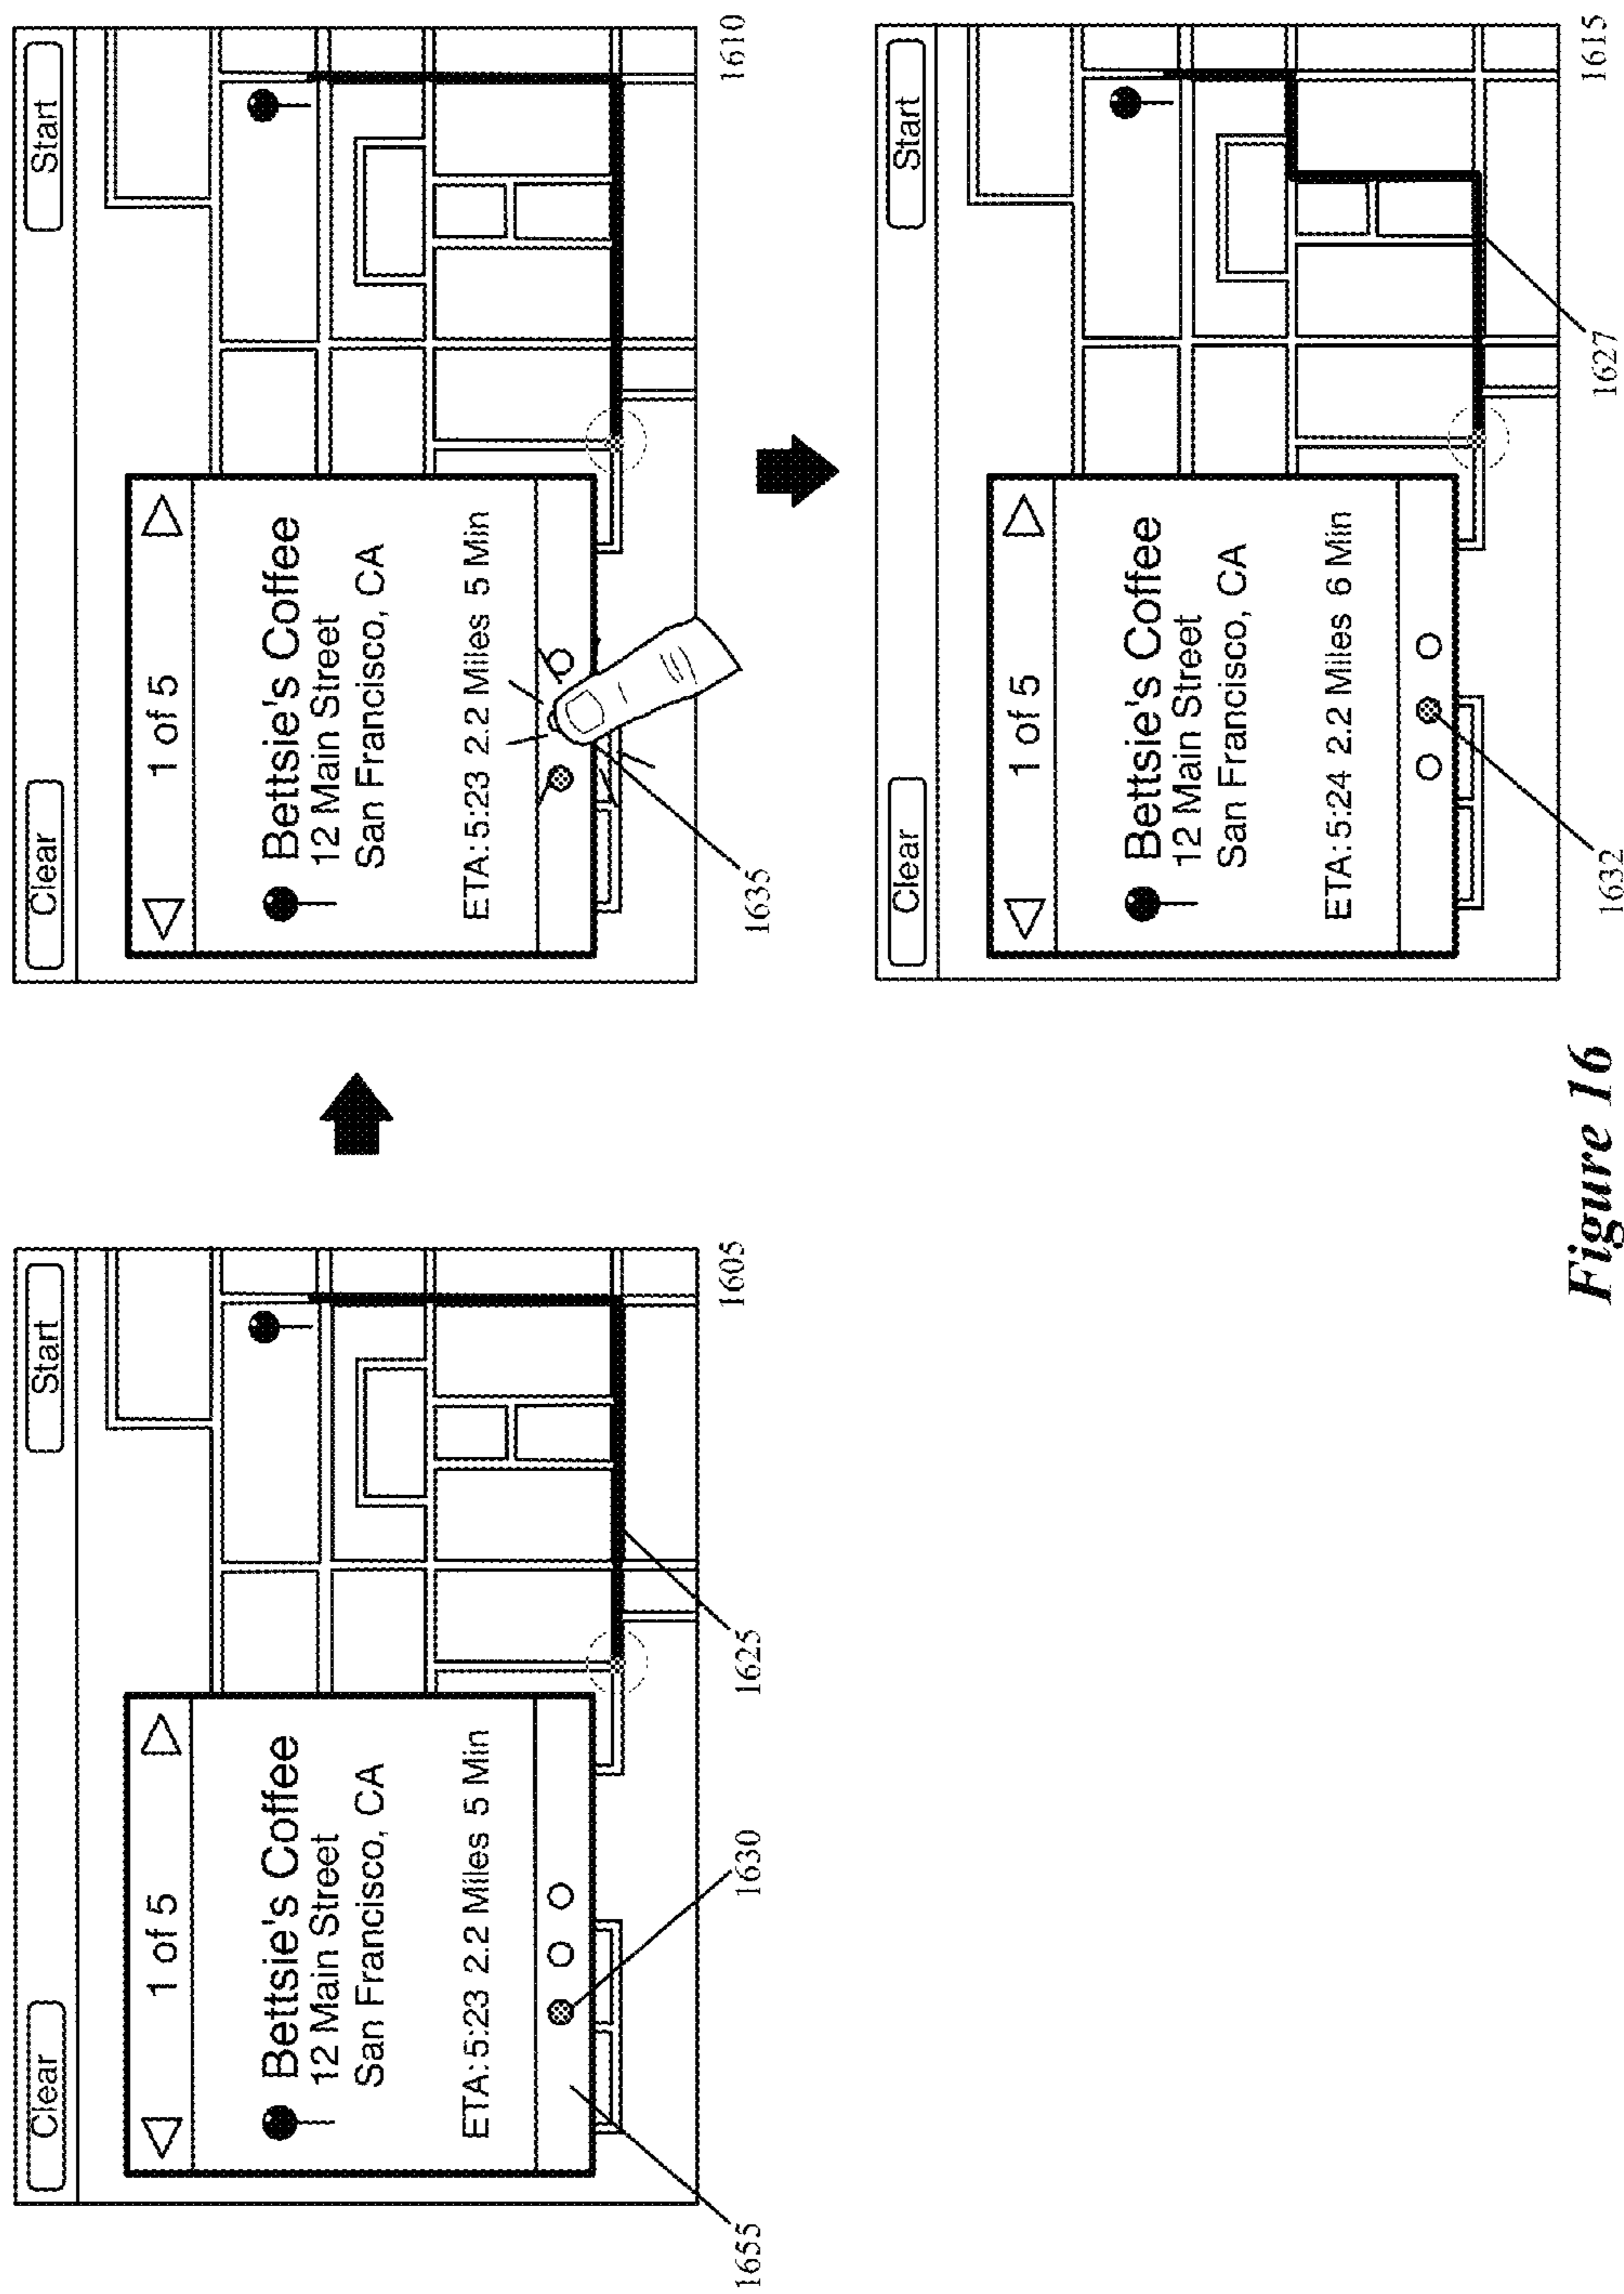 Clear
Start
1 of 5
Bettsie's Coffee
12 Main Street
San Francisco, CA
ETA:5:23 2.2 Miles 5 Min
1655
1630
1625
1605
Clear
Start
1 of 5
Bettsie's Coffee
12 Main Street
San Francisco, CA
ETA:5:23 2.2 Miles 5 Min
1635
1610
Clear
Start
1 of 5
Bettsie's Coffee
12 Main Street
San Francisco, CA
ETA:5:24 2.2 Miles 6 Min
1632
1627
1615
Figure 16